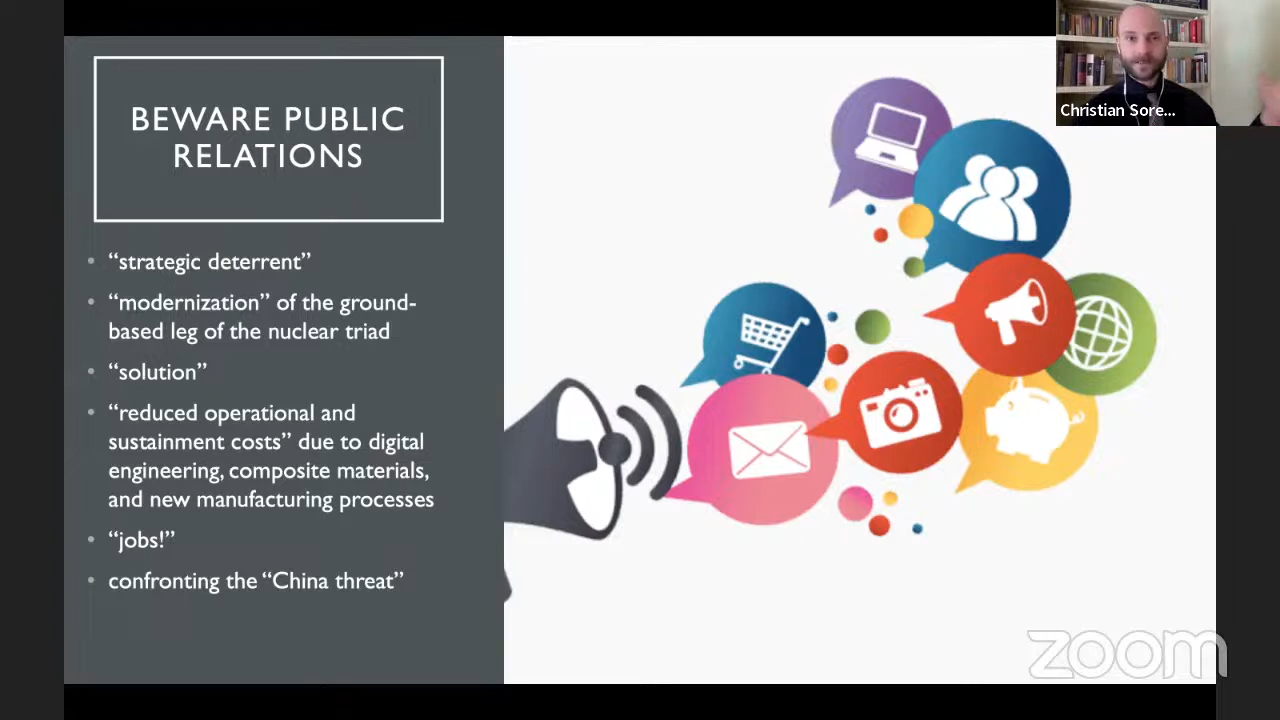 BEWARE PUBLIC
RELATIONS
• “strategic deterrent”
• “modernization” of the ground-
based leg of the nuclear triad
• “solution”
• “reduced operational and
sustainment costs” due to digital
engineering, composite materials,
and new manufacturing processes
• “jobs!”
• confronting the “China threat”
Christian Sore...
zoom